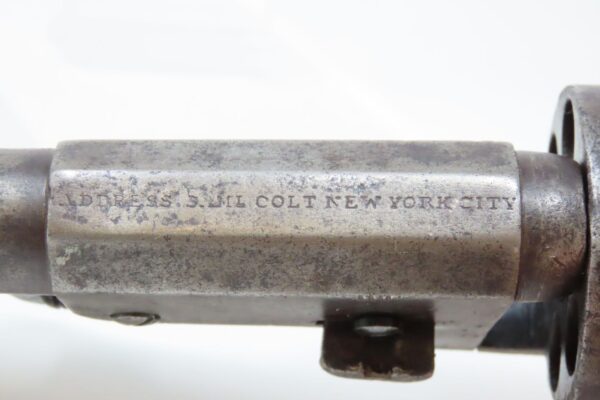 ADDRESS SAML COLT NEW YORK CITY